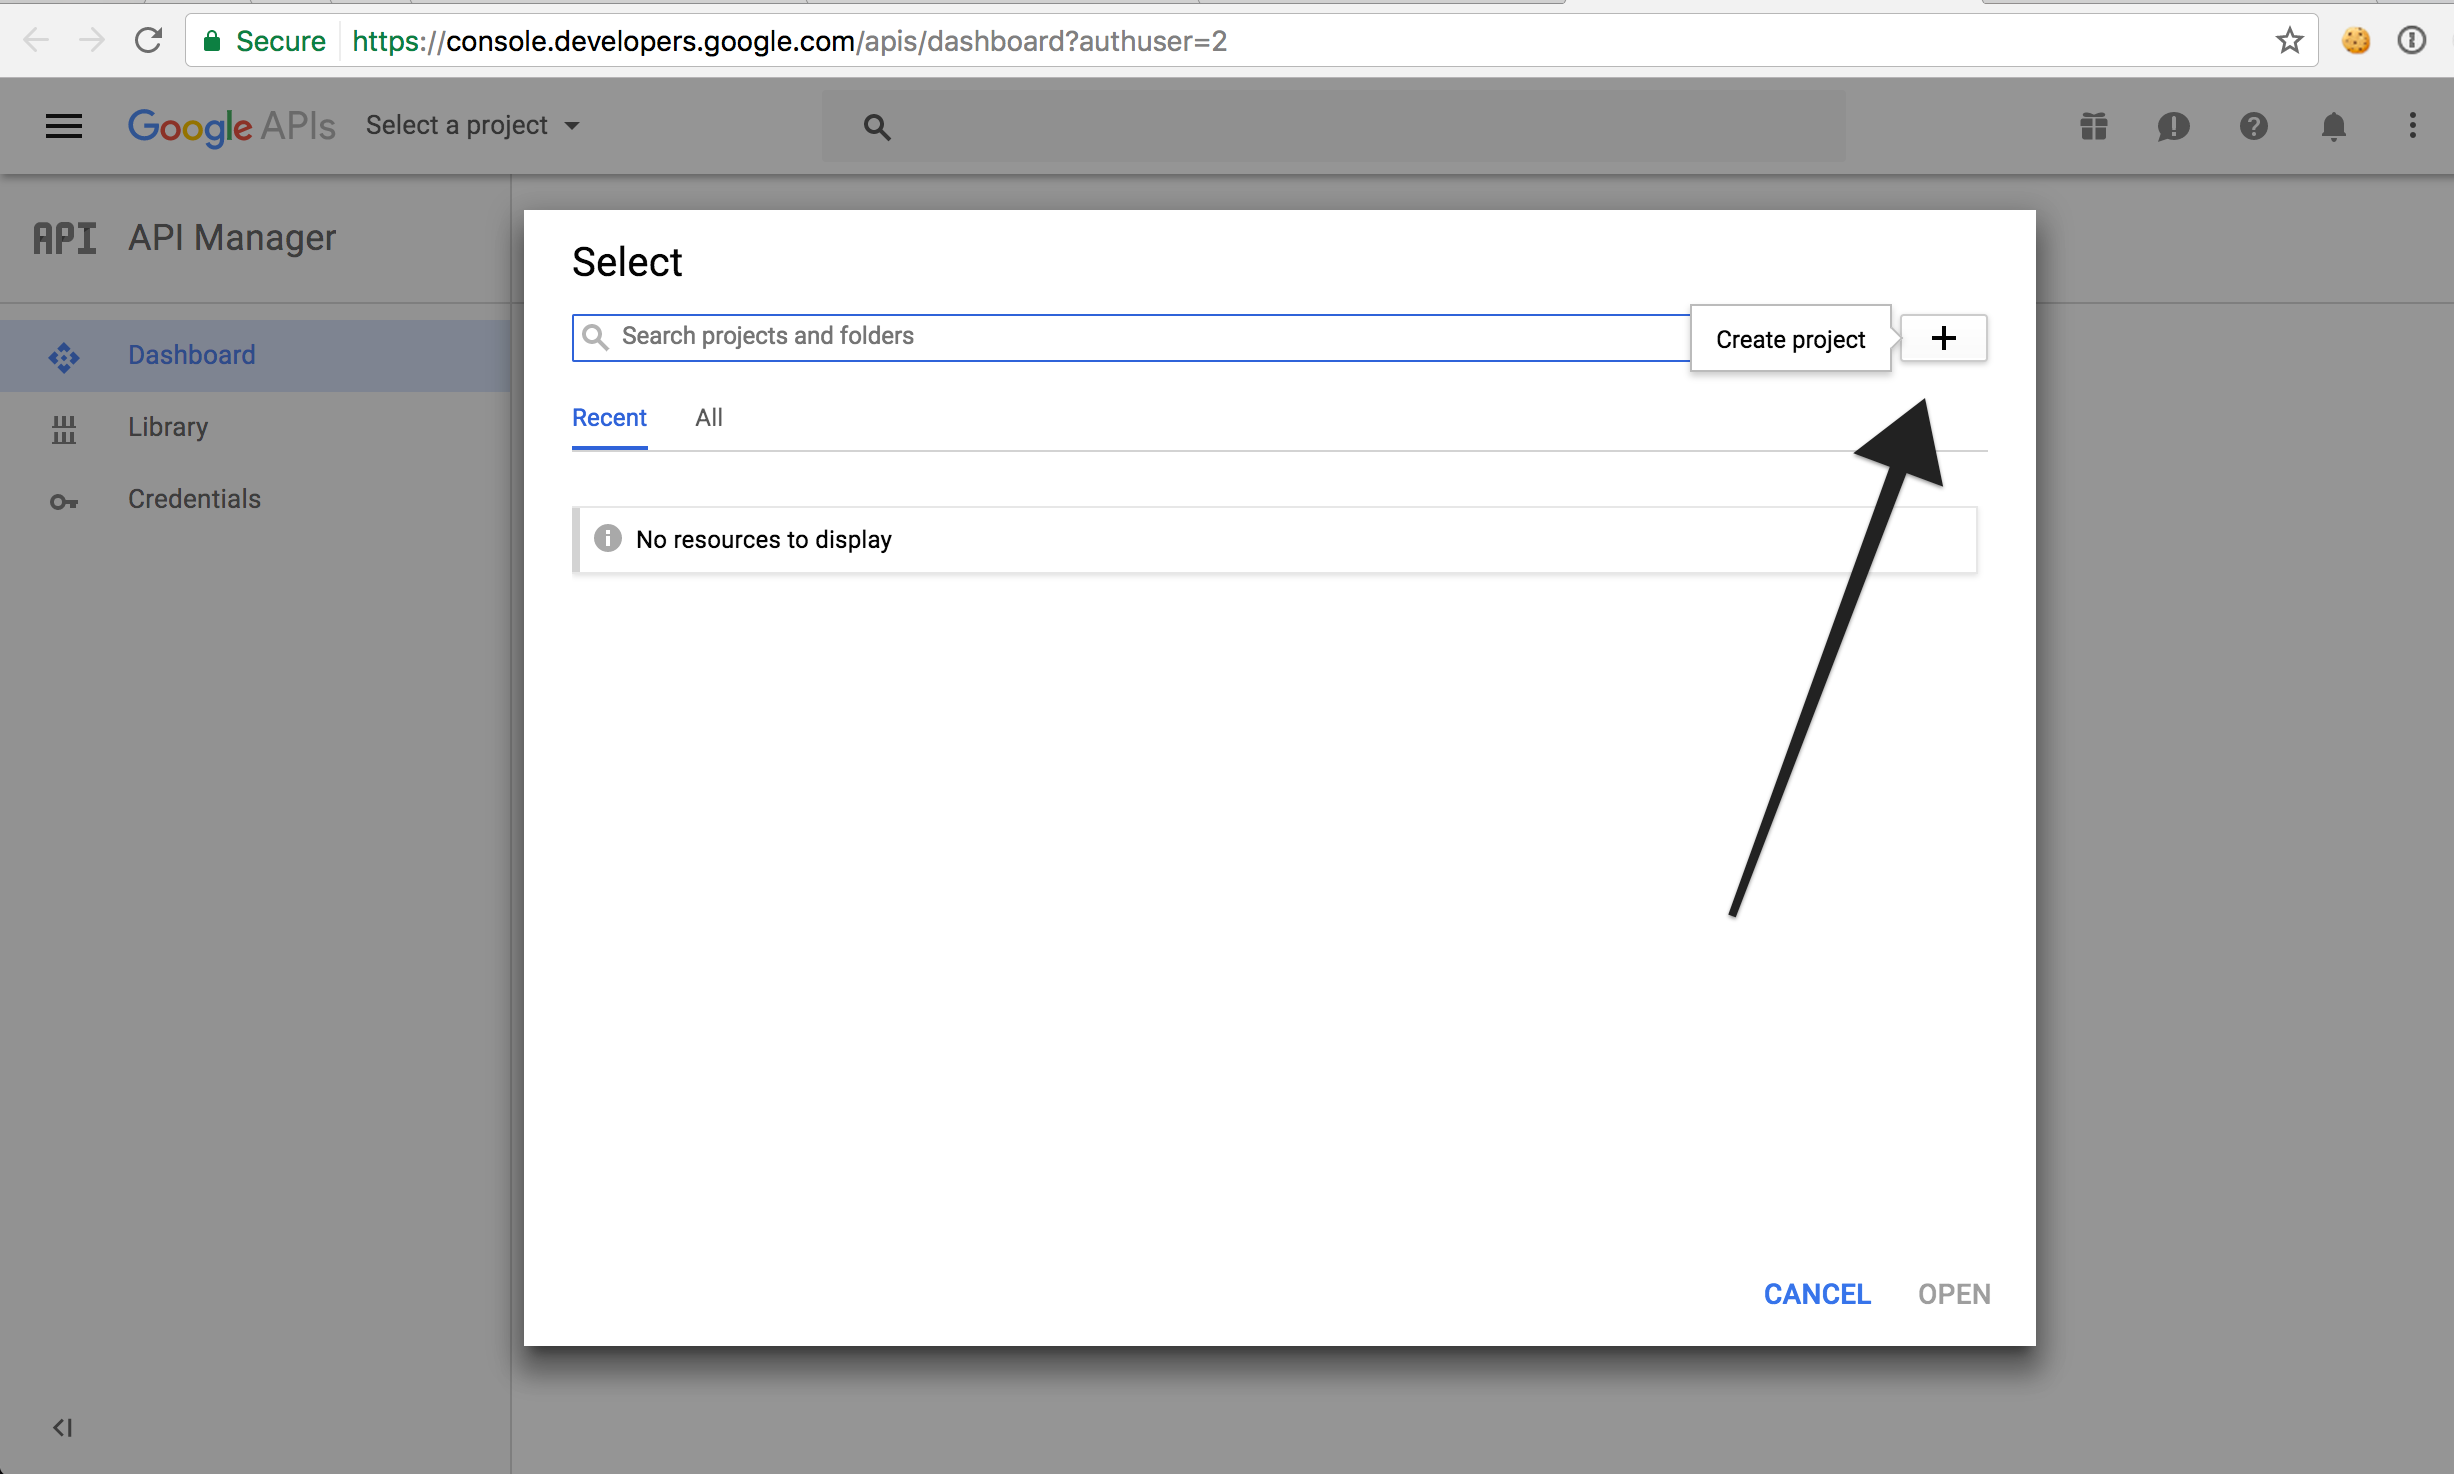 Secure https://console.developers.google.com/apis/dashboard?authuser=2
Google APIs Select a project
API API Manager
Select
Search projects and folders
Create project
Dashboard
Recent All
Library
Credentials
No resources to display
CANCEL OPEN